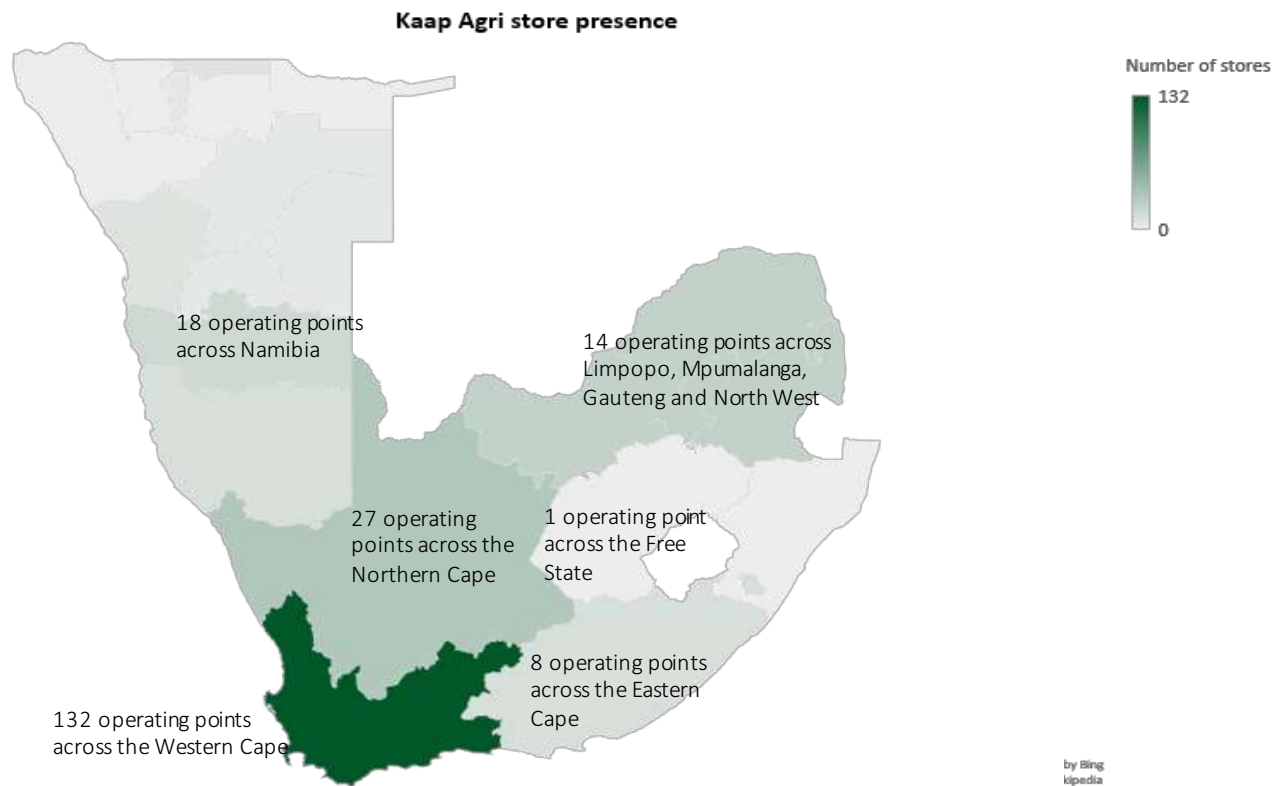 Kaap Agri store presence
Number of stores
132
0
18 operating points
across Namibia
14 operating points across
Limpopo, Mpumalanga,
Gauteng and North West
27 operating
points across the
Northern Cape
1 operating point
across the Free
State
8 operating points
across the Eastern
Cape
132 operating points
across the Western Cape
by Bing
kipedia